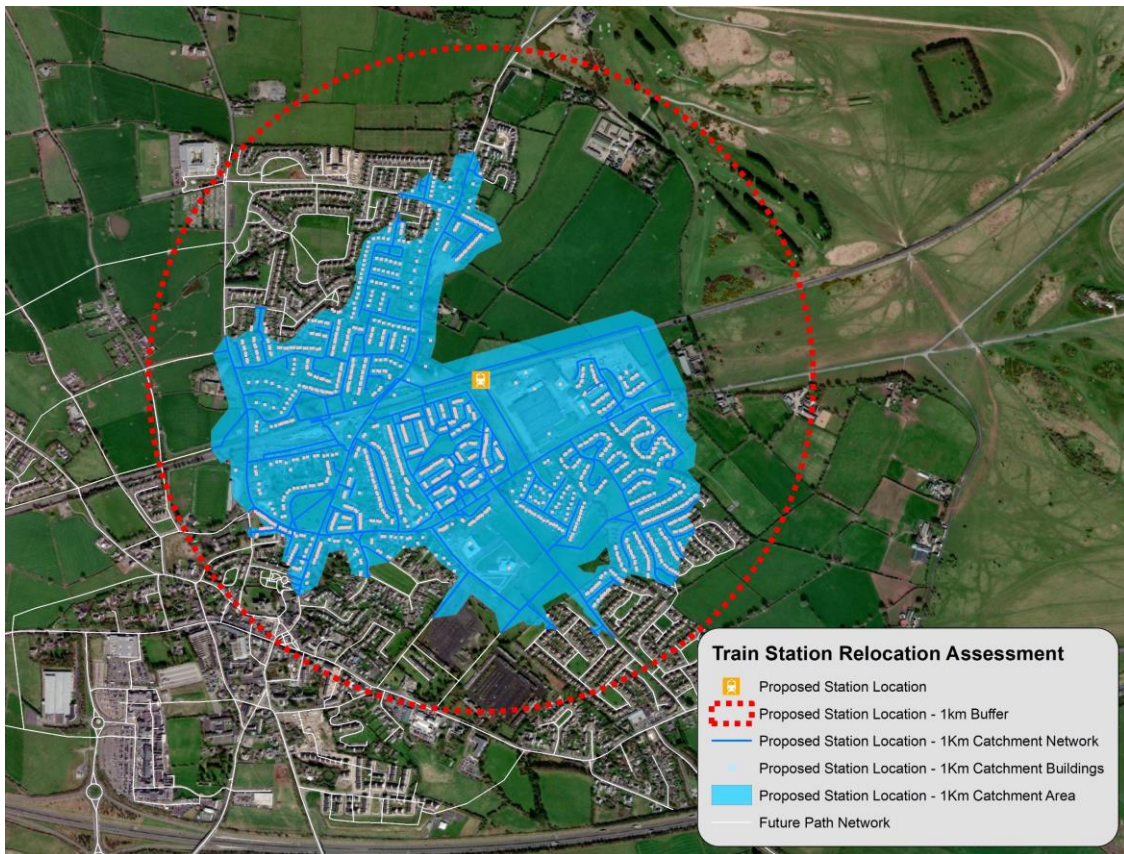 Train Station Relocation Assessment
Proposed Station Location
Proposed Station Location - 1km Buffer
Proposed Station Location - 1Km Catchment Network
Proposed Station Location - 1Km Catchment Buildings
Proposed Station Location - 1Km Catchment Area
Future Path Network